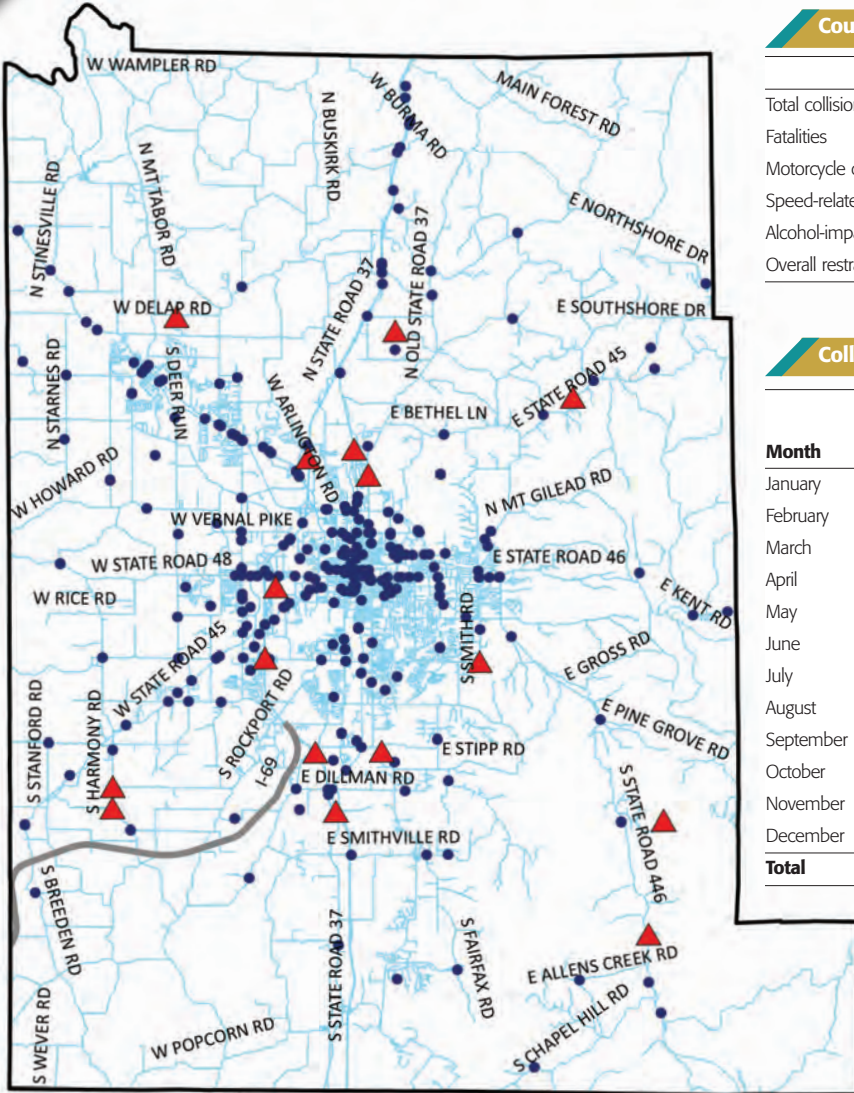 W WAMPLER RD
N BUSKIRK RD
W BURMA RD
MAIN FOREST RD
N STINESVILLE RD
N MT TABOR RD
E NORTHSHORE DR
N STATE ROAD 37
N OLD STATE ROAD 37
W DELAP RD
E SOUTHSHORE DR
N STARNES RD
S DEER RUN
W ARLINGTON RD
E BETHEL LN
E STATE ROAD 45
W HOWARD RD
W VERNAL PIKE
N MT GILEAD RD
W STATE ROAD 48
E STATE ROAD 46
W RICE RD
E KENT RD
S SMITH RD
W STATE ROAD 45
E GROSS RD
S STANFORD RD
S HARMONY RD
S ROCKPORT RD
I-69
E STIPP RD
E PINE GROVE RD
E DILLMAN RD
S STATE ROAD 446
E SMITHVILLE RD
S BREEDEN RD
S STATE ROAD 37
S FAIRFAX RD
E ALLENS CREEK RD
S WEVER RD
W POPCORN RD
S CHAPEL HILL RD
Cou
Total collision
Fatalities
Motorcycle c
Speed-relate
Alcohol-impa
Overall restra
Coll
Month
January
February
March
April
May
June
July
August
September
October
November
December
Total